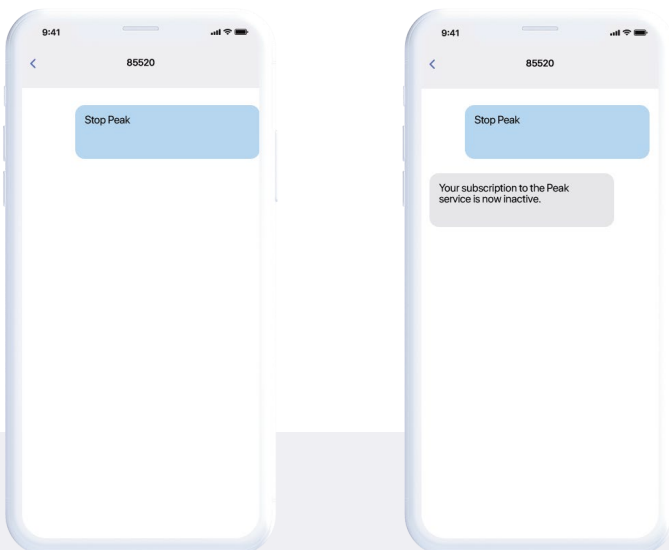 9:41
85520
Stop Peak
9:41
85520
Stop Peak
Your subscription to the Peak
service is now inactive.